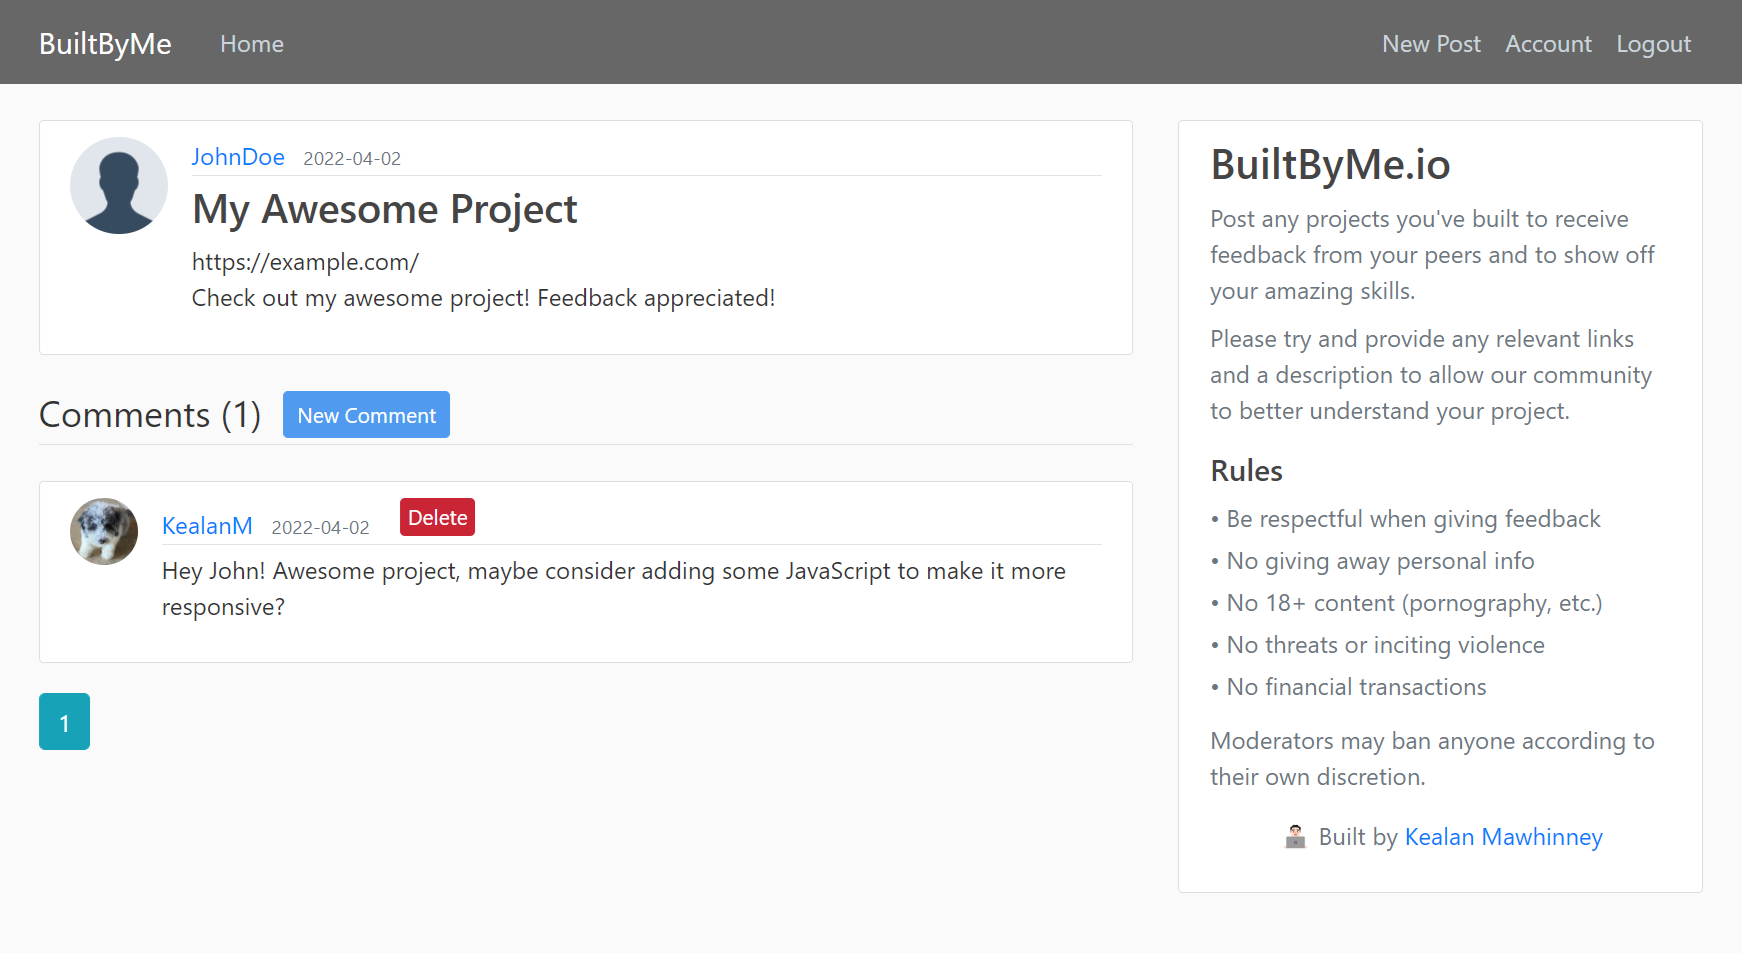 BuiltByMe Home New Post Account Logout
JohnDoe 2022-04-02
My Awesome Project
https://example.com/
Check out my awesome project! Feedback appreciated!
Comments (1) New Comment
KealanM 2022-04-02 Delete
Hey John! Awesome project, maybe consider adding some JavaScript to make it more
responsive?
1
BuiltByMe.io
Post any projects you've built to receive
feedback from your peers and to show off
your amazing skills.
Please try and provide any relevant links
and a description to allow our community
to better understand your project.
Rules
• Be respectful when giving feedback
• No giving away personal info
• No 18+ content (pornography, etc.)
• No threats or inciting violence
• No financial transactions
Moderators may ban anyone according to
their own discretion.
Built by Kealan Mawhinney